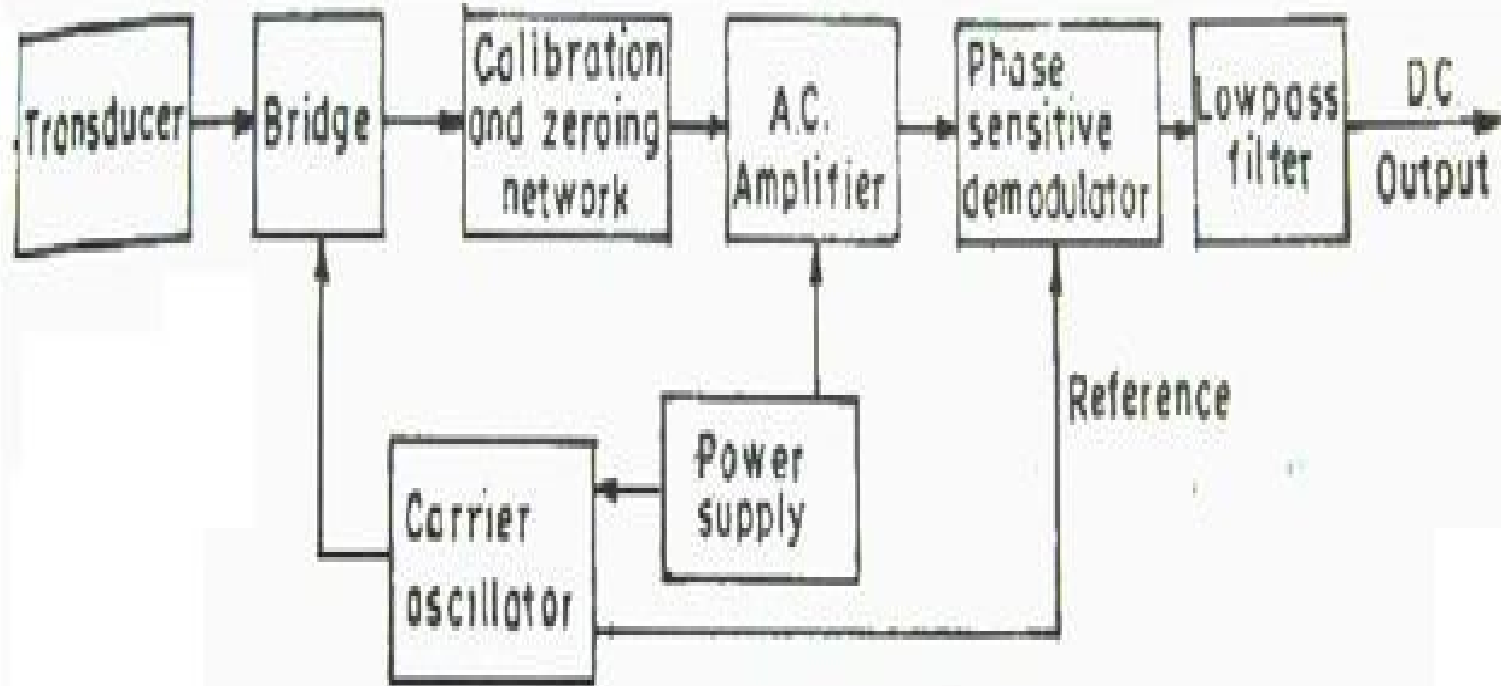 Transducer
Bridge
Calibration
and zeroing
network
A.C.
Amplifier
Phase
sensitive
demodulator
Lowpass
filter
D.C.
Output
Reference
Power
supply
Carrier
oscillator